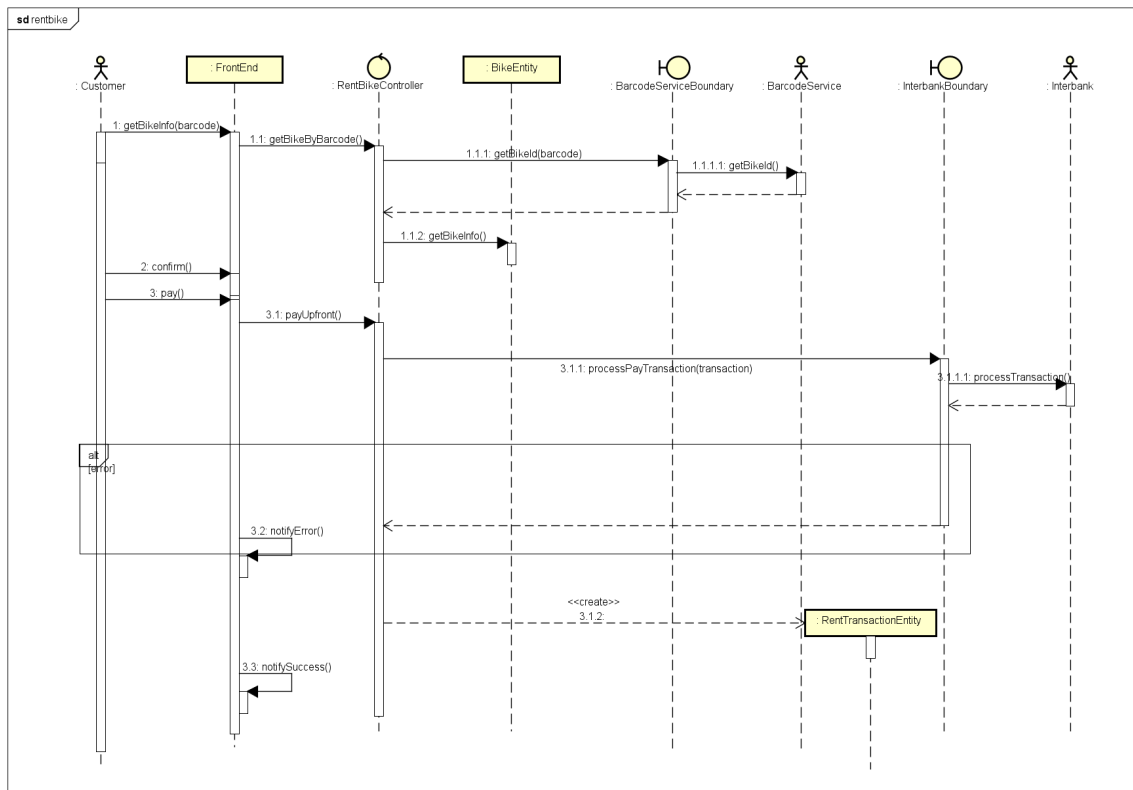 sd rentbike
: Customer
: FrontEnd
: RentBikeController
: BikeEntity
: BarcodeServiceBoundary
: BarcodeService
: InterbankBoundary
: Interbank
1: getBikeInfo(barcode)
1.1: getBikeByBarcode()
1.1.1: getBikeId(barcode)
1.1.1.1: getBikeId()
1.1.2: getBikeInfo()
2: confirm()
3: pay()
3.1: payUpfront()
3.1.1: processPayTransaction(transaction)
3.1.1.1: processTransaction()
alt
[error]
3.2: notifyError()
<<create>>
3.1.2:
: RentTransactionEntity
3.3: notifySuccess()